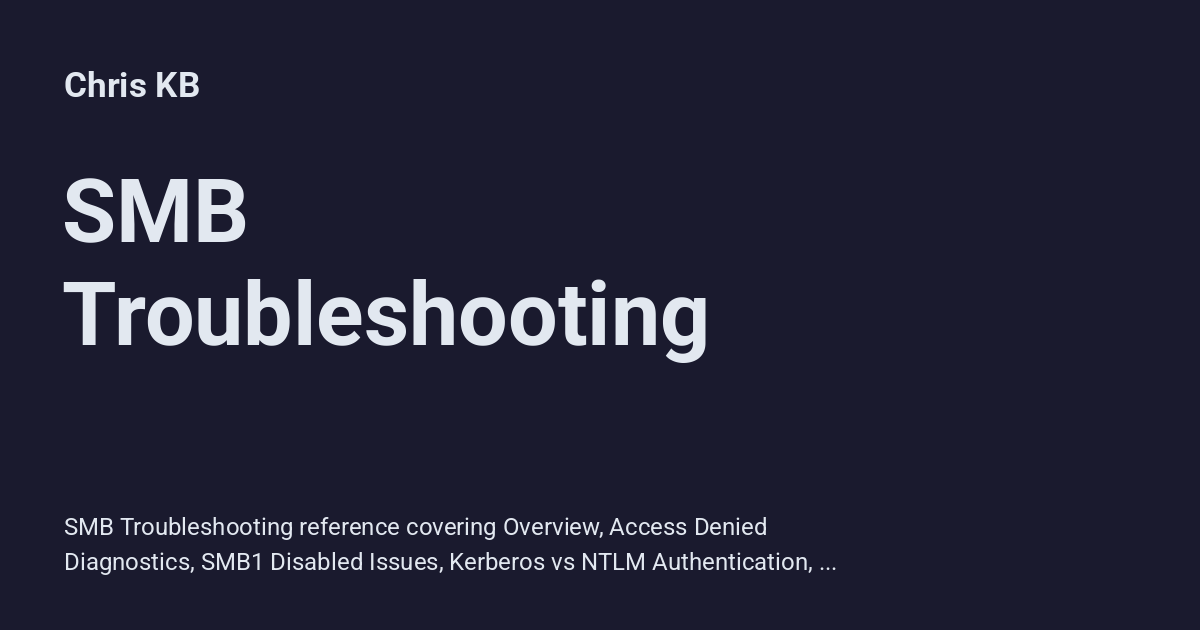 Chris KB
SMB
Troubleshooting
SMB Troubleshooting reference covering Overview, Access Denied
Diagnostics, SMB1 Disabled Issues, Kerberos vs NTLM Authentication, ...